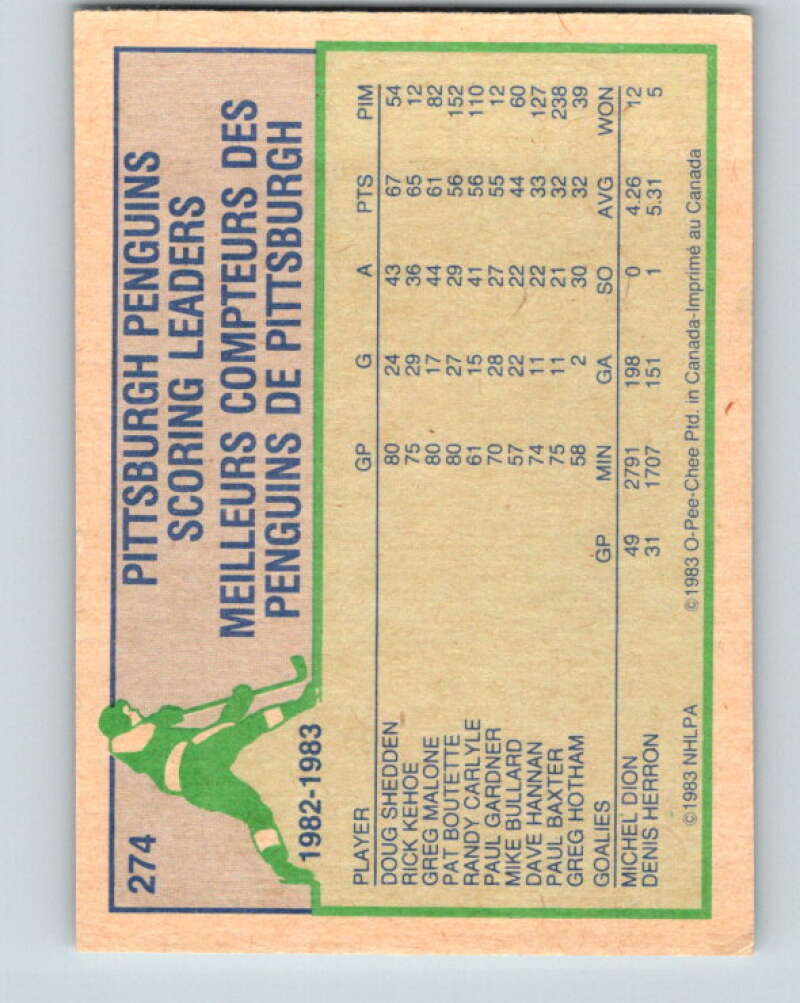 274
PITTSBURGH PENGUINS
SCORING LEADERS
MEILLEURS COMPTEURS DES
PENGUINS DE PITTSBURGH
1982-1983
PLAYER GP G A PTS PIM
DOUG SHEDDEN 80 24 43 67 54
RICK KEHOE 75 29 36 65 12
GREG MALONE 80 17 44 61 82
PAT BOUTETTE 80 27 29 56 152
RANDY CARLYLE 61 15 41 56 110
PAUL GARDNER 70 28 27 55 12
MIKE BULLARD 57 22 22 44 60
DAVE HANNAN 74 11 22 33 127
PAUL BAXTER 75 11 21 32 238
GREG HOTHAM 58 2 30 32 39
GOALIES GP MIN GA SO AVG WON
MICHEL DION 49 2791 198 0 4.26 12
DENIS HERRON 31 1707 151 1 5.31 5
©1983 NHLPA ©1983 O-Pee-Chee Ptd. in Canada-Imprimé au Canada